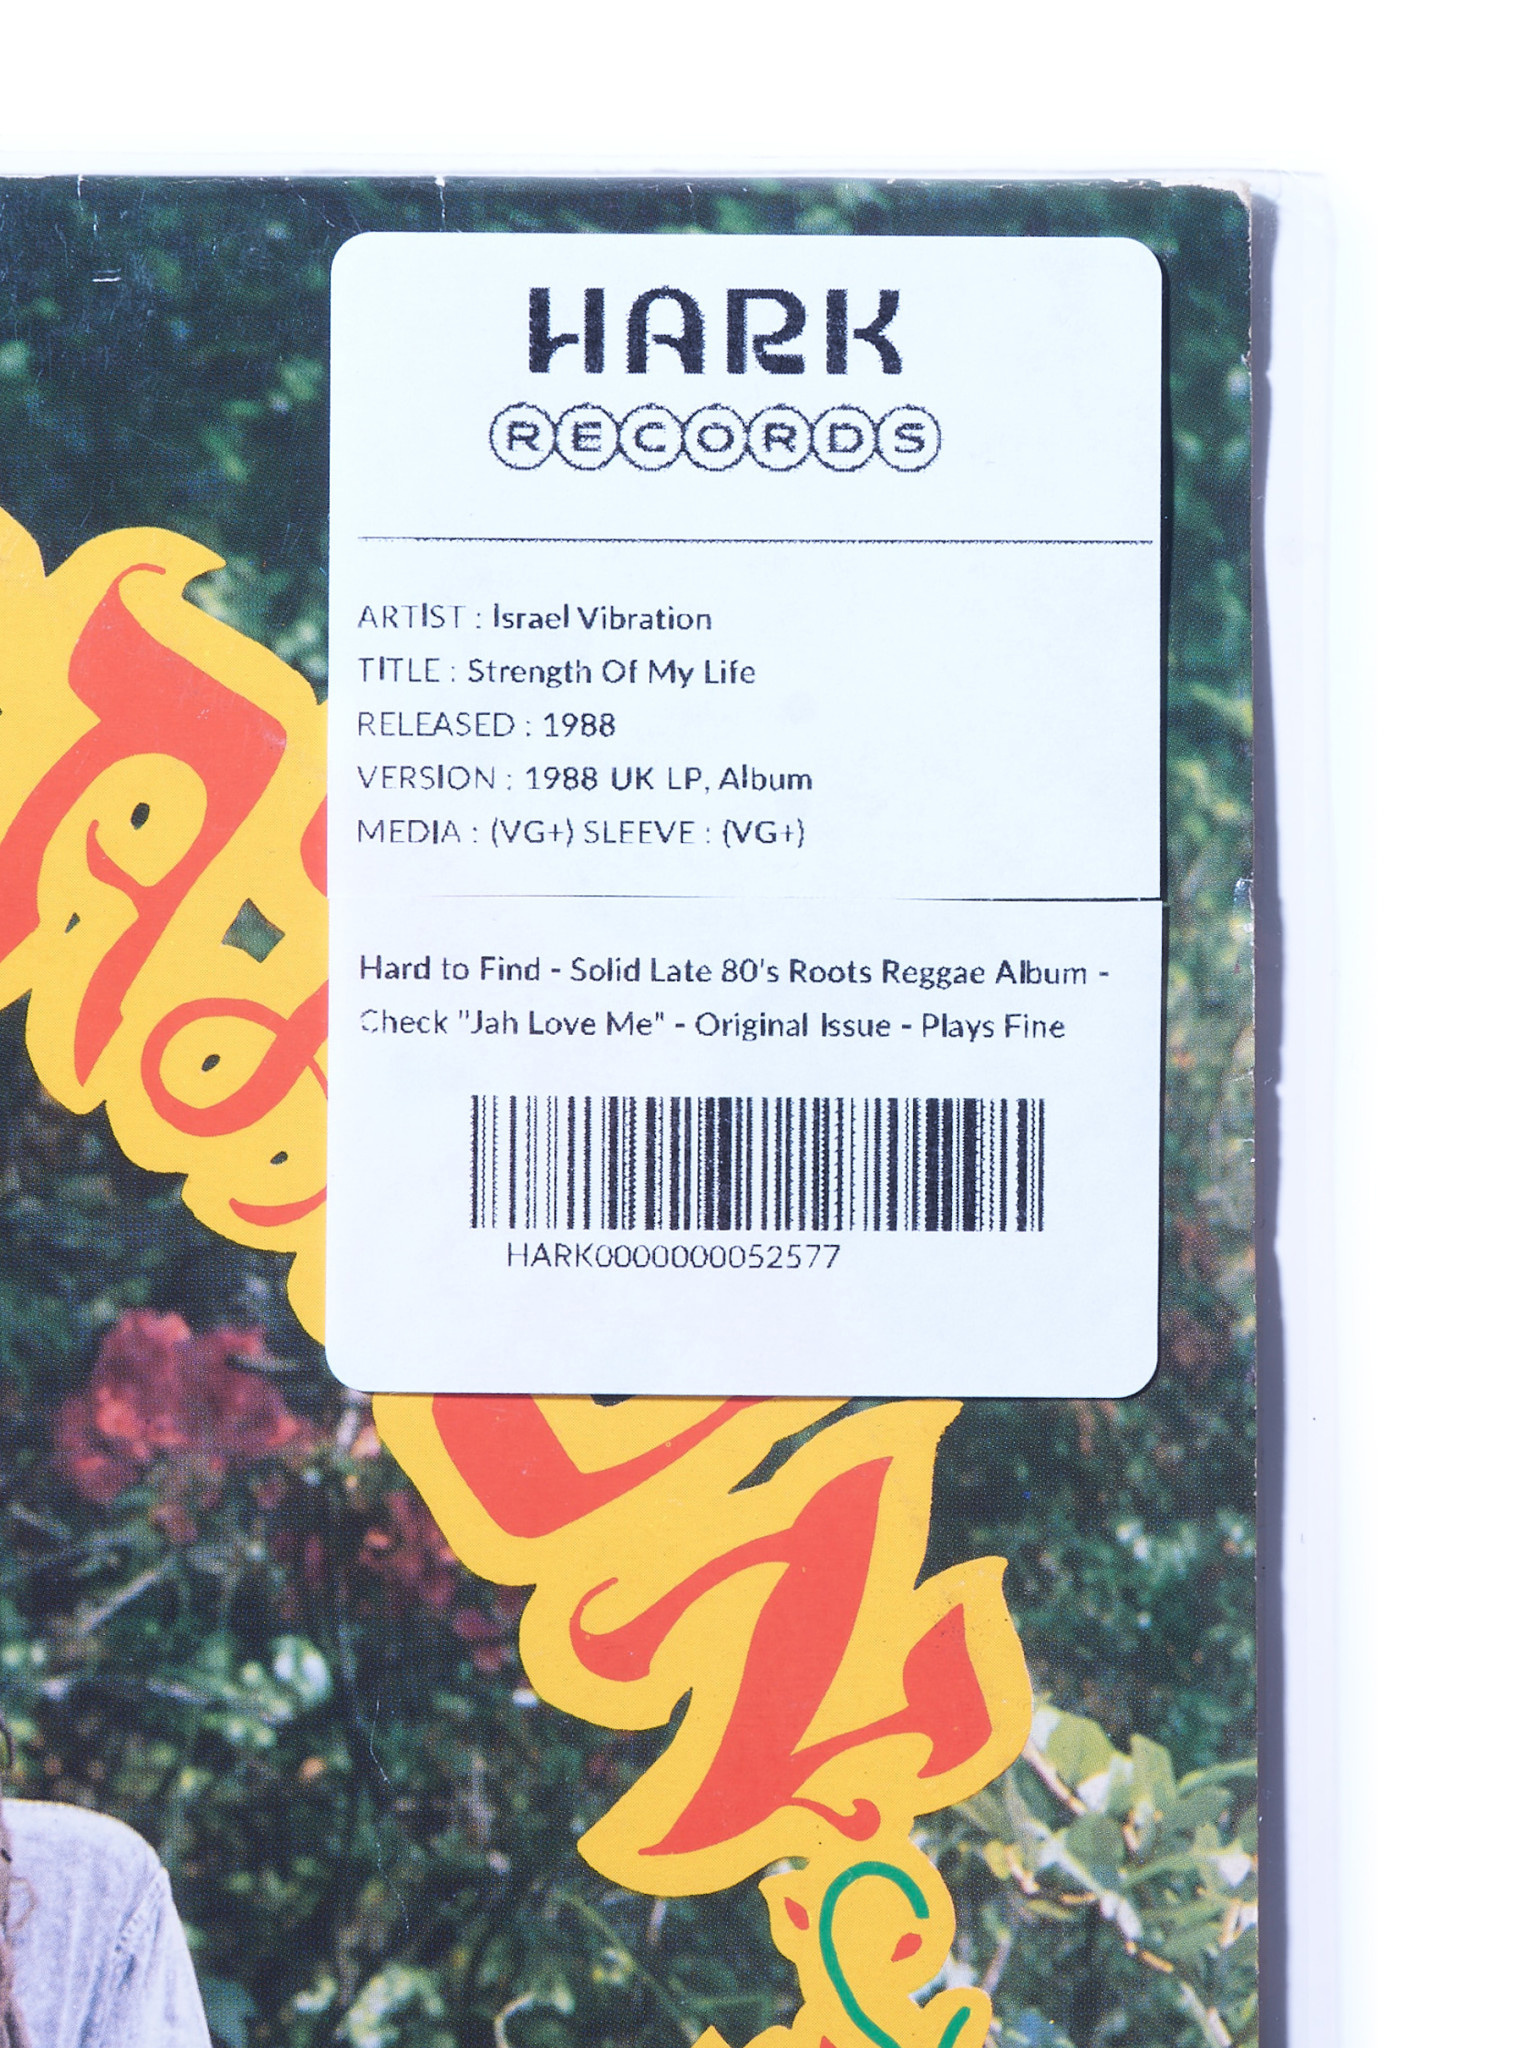 HARK
RECORDS
ARTIST : Israel Vibration
TITLE : Strength Of My Life
RELEASED : 1988
VERSION : 1988 UK LP, Album
MEDIA : (VG+) SLEEVE : (VG+)
Hard to Find - Solid Late 80's Roots Reggae Album -
Check "Jah Love Me" - Original Issue - Plays Fine
HARK0000000052577